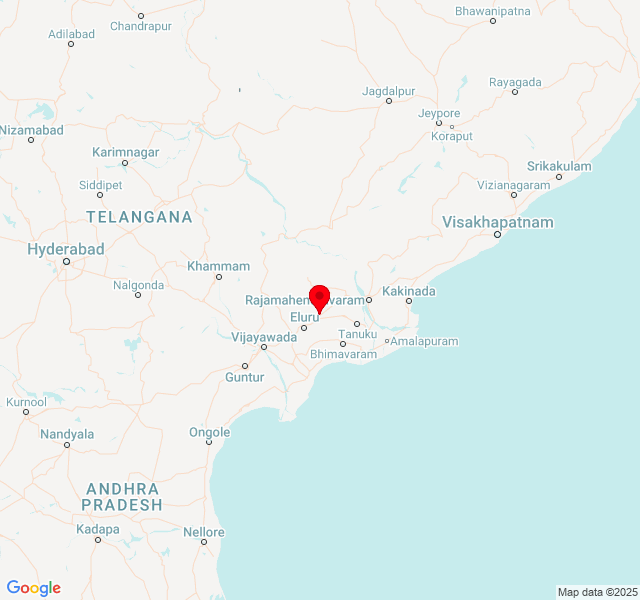 Bhawanipatna
Chandrapur
Adilabad
Rayagada
Jagdalpur
Jeypore
Koraput
Nizamabad
Karimnagar
Srikakulam
Siddipet
Vizianagaram
TELANGANA
Visakhapatnam
Hyderabad
Khammam
Nalgonda
Kakinada
Eluru
Tanuku
Vijayawada
Amalapuram
Bhimavaram
Guntur
Kurnool
Ongole
Nandyala
ANDHRA
PRADESH
Kadapa
Nellore
Google
Map data ©2025